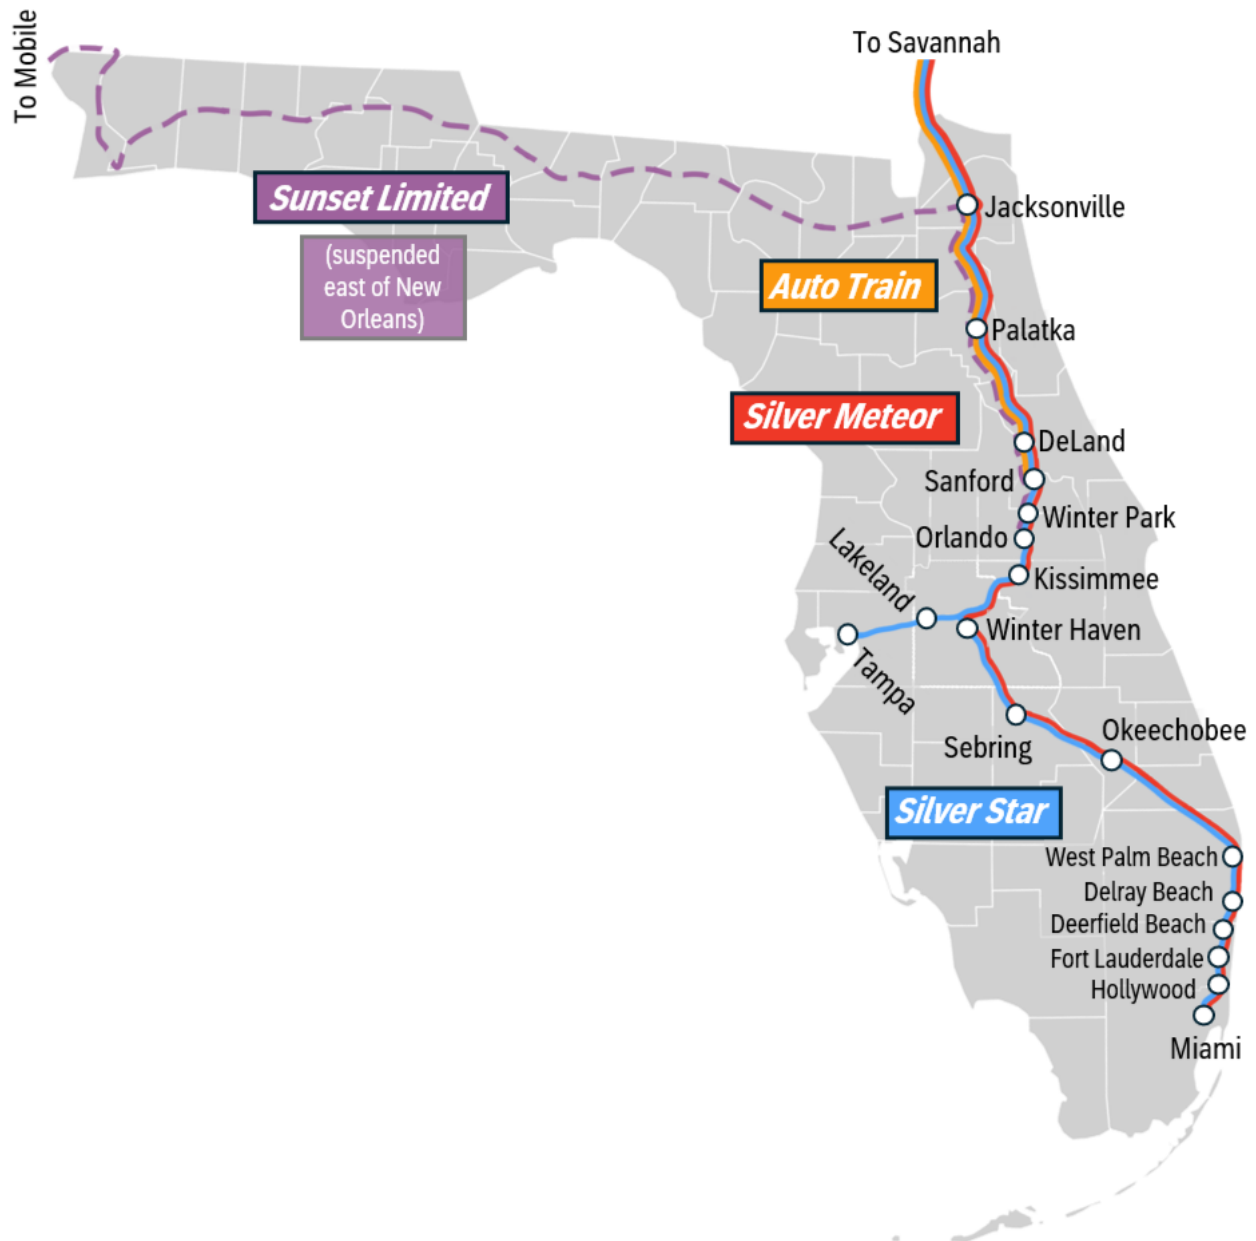 To Mobile
To Savannah
Sunset Limited
(suspended
east of New
Orleans)
Jacksonville
Auto Train
Palatka
Silver Meteor
DeLand
Sanford
Winter Park
Orlando
Lakeland
Kissimmee
Winter Haven
Tampa
Sebring
Okeechobee
Silver Star
West Palm Beach
Delray Beach
Deerfield Beach
Fort Lauderdale
Hollywood
Miami